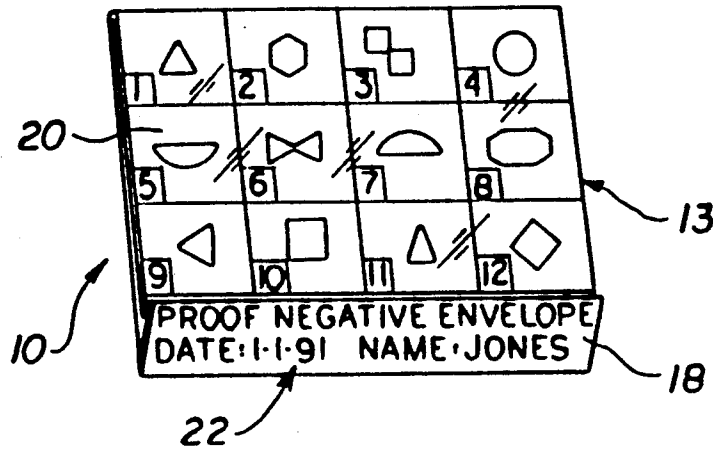 1 2 3 4
20
5 6 7 8
13
9 10 11 12
10
PROOF NEGATIVE ENVELOPE
DATE:1-1-91 NAME:JONES
18
22